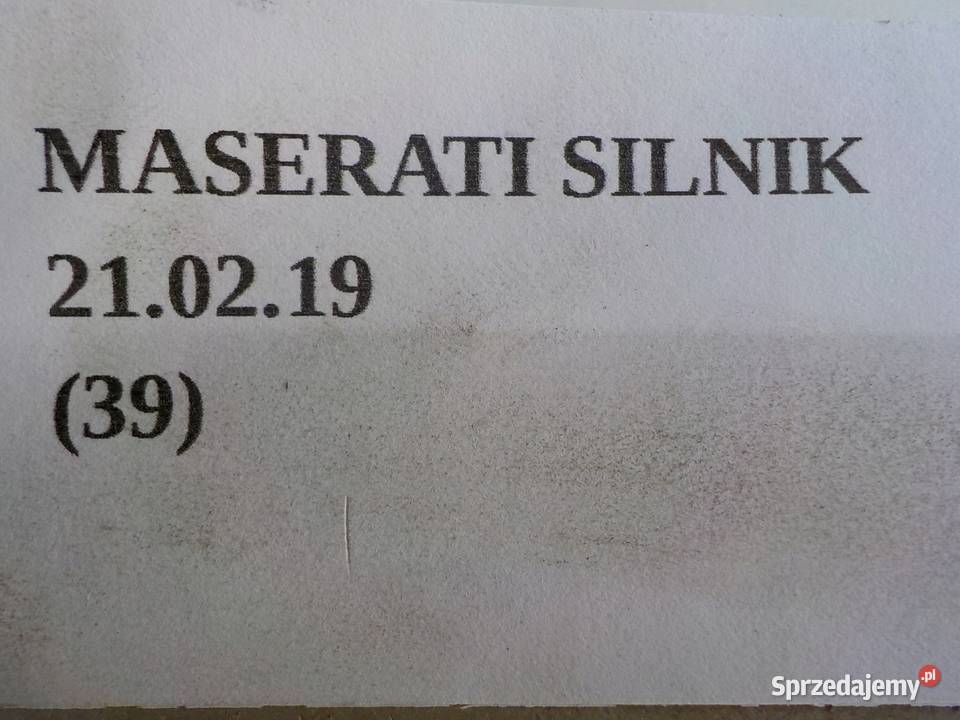 MASERATI SILNIK
21.02.19
(39)
Sprzedajemy.pl